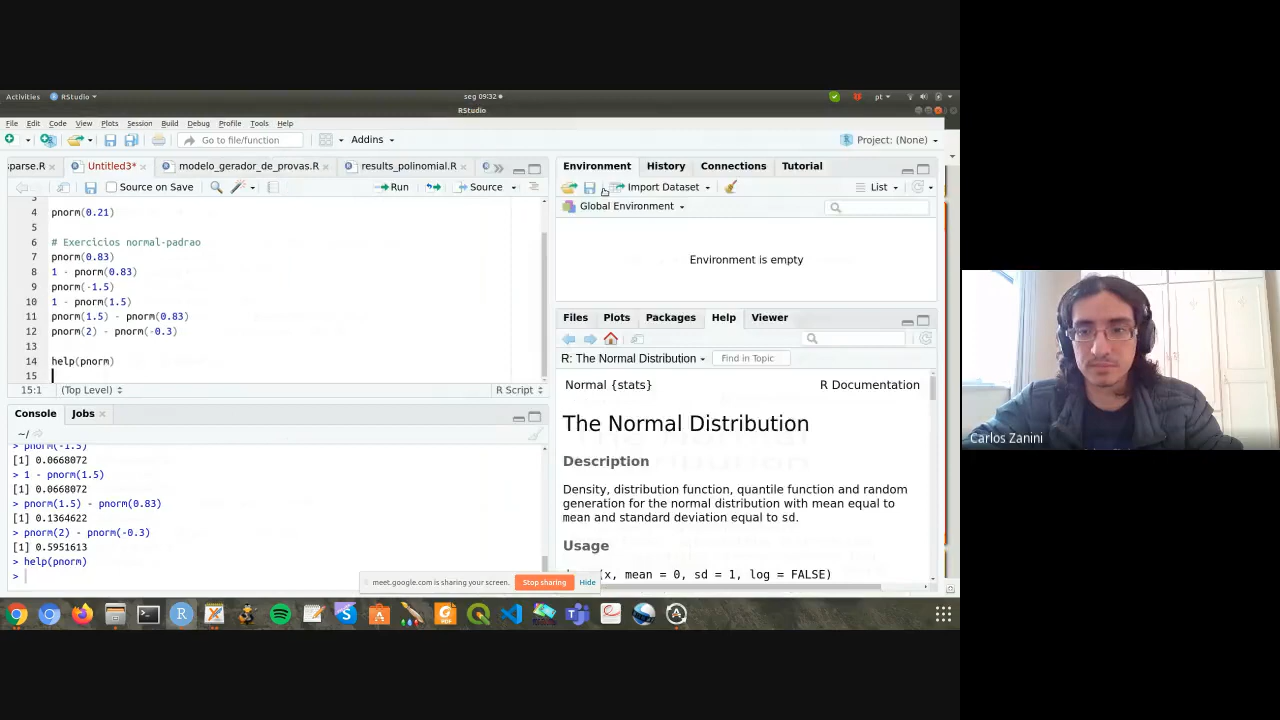 Activities RStudio seg 09:32 pt
RStudio
File Edit Code View Plots Session Build Debug Profile Tools Help
Go to file/function Addins Project: (None)
sparse.R Untitled3* modelo_gerador_de_provas.R results_polinomial.R
Source on Save Run Source
3
4 pnorm(0.21)
5
6 # Exercicios normal-padrao
7 pnorm(0.83)
8 1 - pnorm(0.83)
9 pnorm(-1.5)
10 1 - pnorm(1.5)
11 pnorm(1.5) - pnorm(0.83)
12 pnorm(2) - pnorm(-0.3)
13
14 help(pnorm)
15
15:1 (Top Level) R Script
Console Jobs
~/
> pnorm(-1.5)
[1] 0.0668072
> 1 - pnorm(1.5)
[1] 0.0668072
> pnorm(1.5) - pnorm(0.83)
[1] 0.1364622
> pnorm(2) - pnorm(-0.3)
[1] 0.5951613
> help(pnorm)
>
Environment History Connections Tutorial
Import Dataset List
Global Environment
Environment is empty
Files Plots Packages Help Viewer
R: The Normal Distribution Find in Topic
Normal {stats} R Documentation
The Normal Distribution
Description
Density, distribution function, quantile function and random
generation for the normal distribution with mean equal to
mean and standard deviation equal to sd.
Usage
(x, mean = 0, sd = 1, log = FALSE)
meet.google.com is sharing your screen. Stop sharing Hide
Carlos Zanini